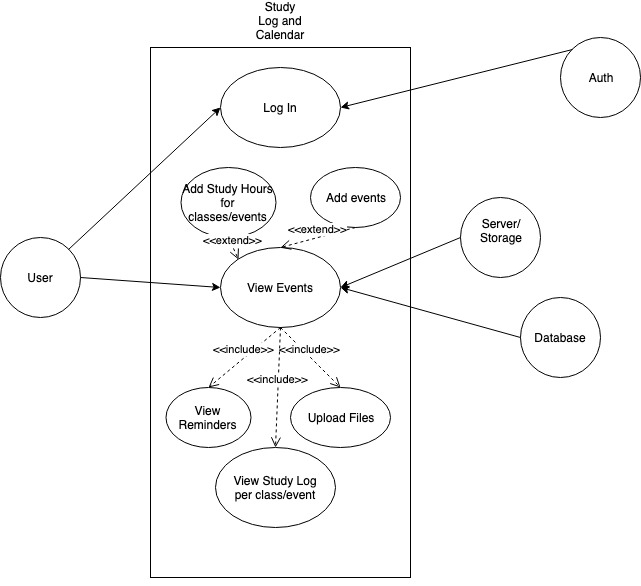 Study
Log and
Calendar
Log In
Auth
Add Study Hours
for
classes/events
Add events
<<extend>>
<<extend>>
Server/
Storage
User
View Events
Database
<<include>>
<<include>>
<<include>>
View
Reminders
Upload Files
View Study Log
per class/event